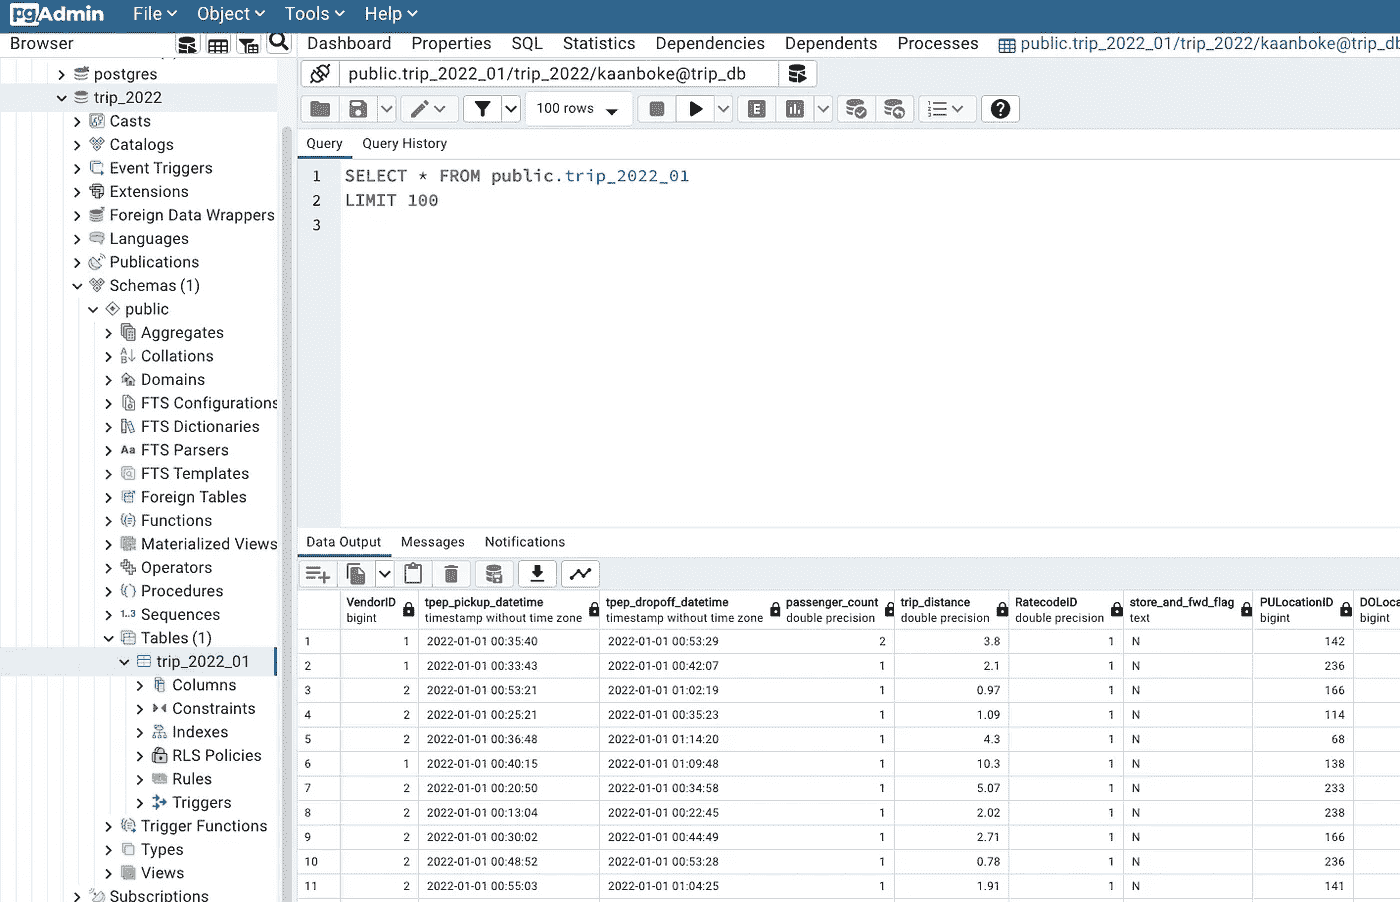 pgAdmin File Object Tools Help
Browser
Dashboard Properties SQL Statistics Dependencies Dependents Processes public.trip_2022_01/trip_2022/kaanboke@trip_db
postgres
trip_2022
Casts
Catalogs
Event Triggers
Extensions
Foreign Data Wrappers
Languages
Publications
Schemas (1)
public
Aggregates
Collations
Domains
FTS Configurations
FTS Dictionaries
Aa FTS Parsers
FTS Templates
Foreign Tables
Functions
Materialized Views
Operators
Procedures
1..3 Sequences
Tables (1)
trip_2022_01
Columns
Constraints
Indexes
RLS Policies
Rules
Triggers
Trigger Functions
Types
Views
Subscriptions
public.trip_2022_01/trip_2022/kaanboke@trip_db
100 rows
E
Query Query History
1 SELECT * FROM public.trip_2022_01
2 LIMIT 100
3
Data Output Messages Notifications
VendorID tpep_pickup_datetime tpep_dropoff_datetime passenger_count trip_distance RatecodeID store_and_fwd_flag PULocationID DOLoca
bigint timestamp without time zone timestamp without time zone double precision double precision double precision text bigint bigint
1 1 2022-01-01 00:35:40 2022-01-01 00:53:29 2 3.8 1 N 142
2 1 2022-01-01 00:33:43 2022-01-01 00:42:07 1 2.1 1 N 236
3 2 2022-01-01 00:53:21 2022-01-01 01:02:19 1 0.97 1 N 166
4 2 2022-01-01 00:25:21 2022-01-01 00:35:23 1 1.09 1 N 114
5 2 2022-01-01 00:36:48 2022-01-01 01:14:20 1 4.3 1 N 68
6 1 2022-01-01 00:40:15 2022-01-01 01:09:48 1 10.3 1 N 138
7 2 2022-01-01 00:20:50 2022-01-01 00:34:58 1 5.07 1 N 233
8 2 2022-01-01 00:13:04 2022-01-01 00:22:45 1 2.02 1 N 238
9 2 2022-01-01 00:30:02 2022-01-01 00:44:49 1 2.71 1 N 166
10 2 2022-01-01 00:48:52 2022-01-01 00:53:28 1 0.78 1 N 236
11 2 2022-01-01 00:55:03 2022-01-01 01:04:25 1 1.91 1 N 141